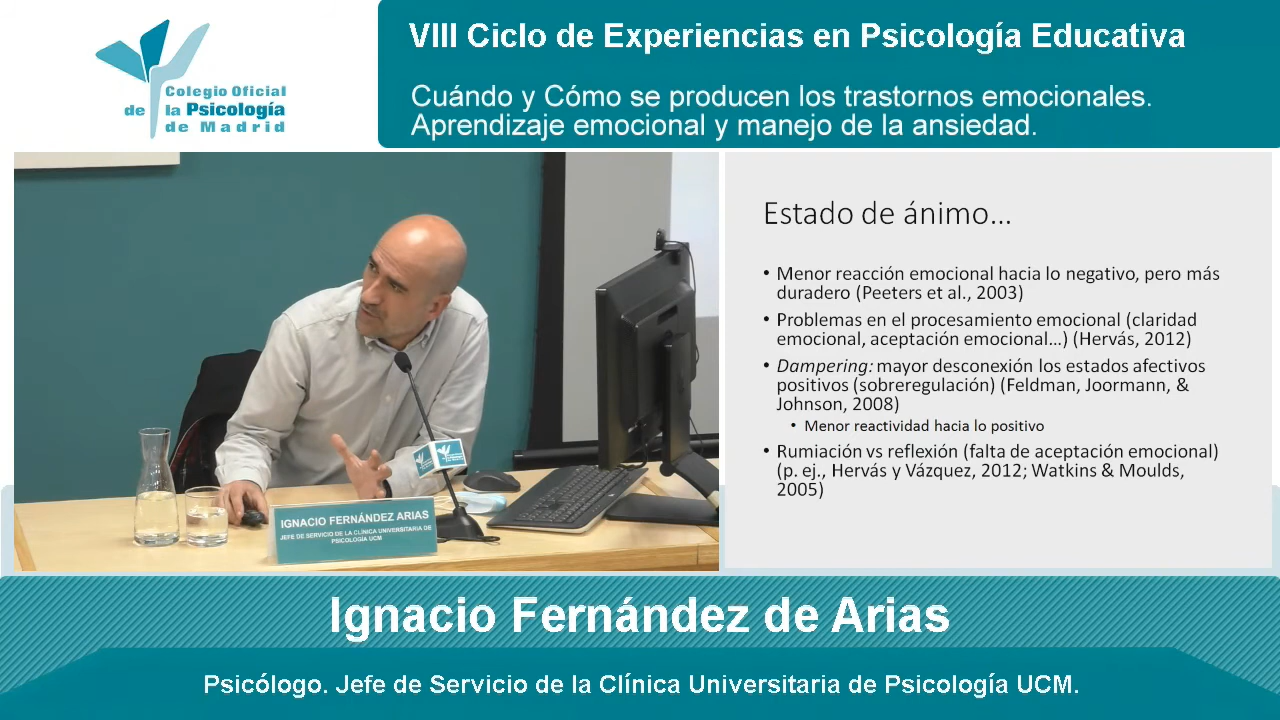 Colegio Oficial
de la Psicología
de Madrid
VIII Ciclo de Experiencias en Psicología Educativa
Cuándo y Cómo se producen los trastornos emocionales.
Aprendizaje emocional y manejo de la ansiedad.
Estado de ánimo...
• Menor reacción emocional hacia lo negativo, pero más
duradero (Peeters et al., 2003)
• Problemas en el procesamiento emocional (claridad
emocional, aceptación emocional...) (Hervás, 2012)
• Dampering: mayor desconexión los estados afectivos
positivos (sobreregulación) (Feldman, Joormann, &
Johnson, 2008)
• Menor reactividad hacia lo positivo
• Rumiación vs reflexión (falta de aceptación emocional)
(p. ej., Hervás y Vázquez, 2012; Watkins & Moulds,
2005)
IGNACIO FERNÁNDEZ ARIAS
JEFE DE SERVICIO DE LA CLÍNICA UNIVERSITARIA DE
PSICOLOGÍA UCM
Ignacio Fernández de Arias
Psicólogo. Jefe de Servicio de la Clínica Universitaria de Psicología UCM.